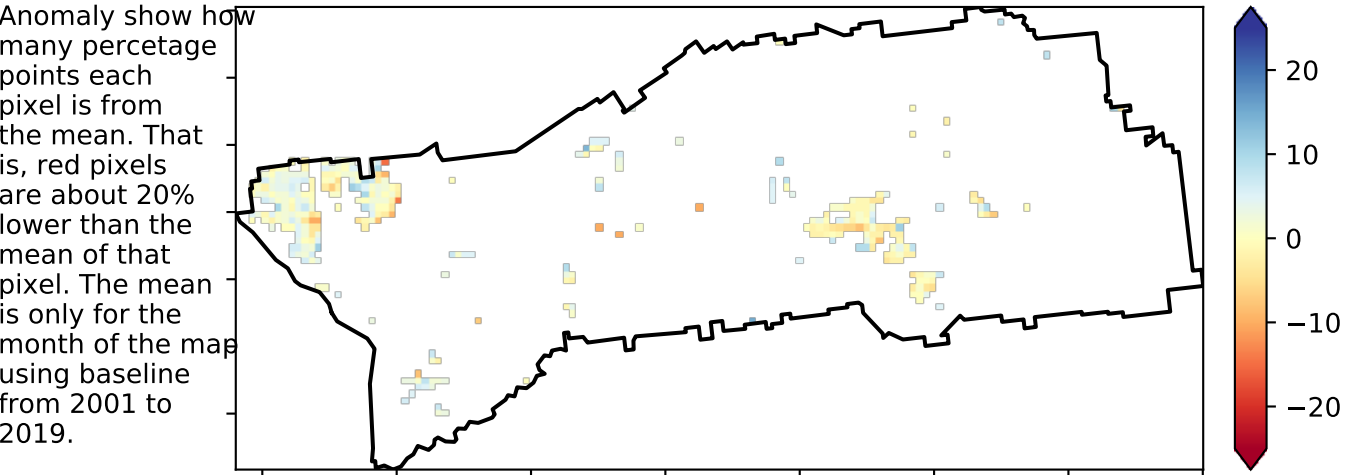 Anomaly show how
many percetage
points each
pixel is from
the mean. That
is, red pixels
are about 20%
lower than the
mean of that
pixel. The mean
is only for the
month of the map
using baseline
from 2001 to
2019.
20
10
0
−10
−20